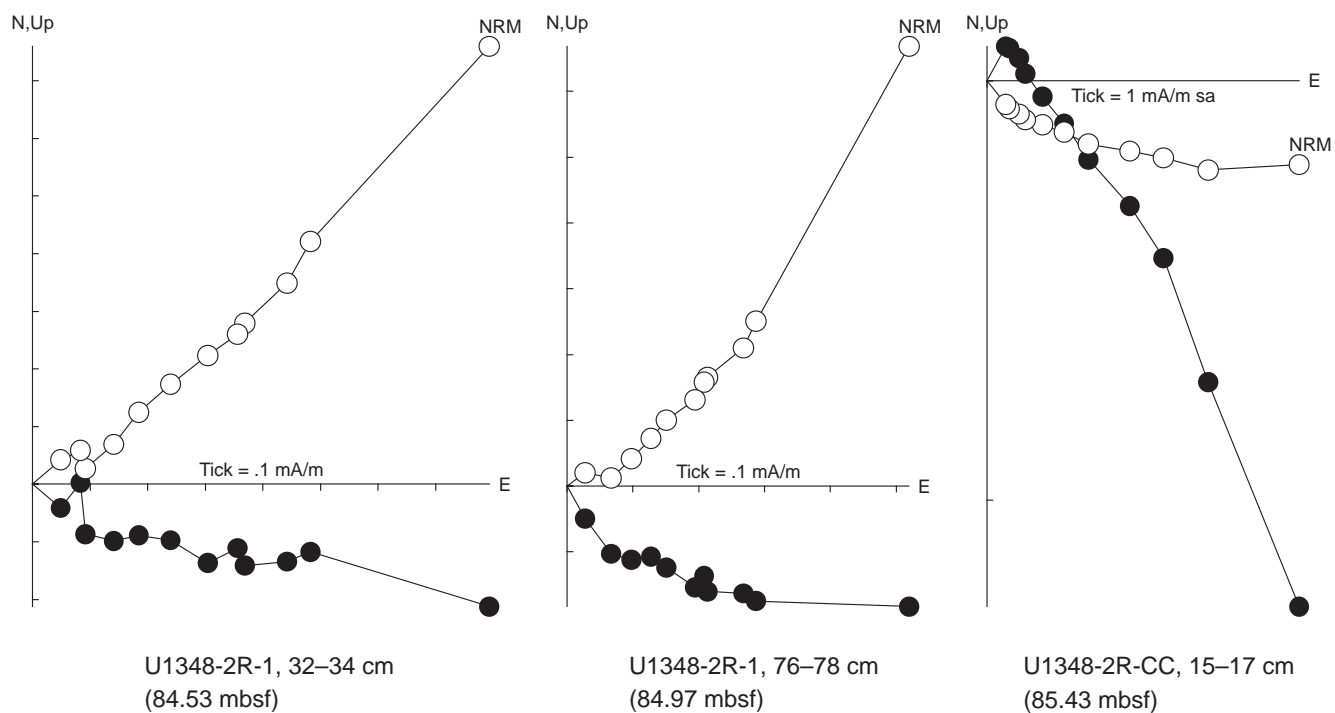 N,Up
NRM
Tick = .1 mA/m
E
U1348-2R-1, 32–34 cm
(84.53 mbsf)
N,Up
NRM
Tick = .1 mA/m
E
U1348-2R-1, 76–78 cm
(84.97 mbsf)
N,Up
E
Tick = 1 mA/m sa
NRM
U1348-2R-CC, 15–17 cm
(85.43 mbsf)